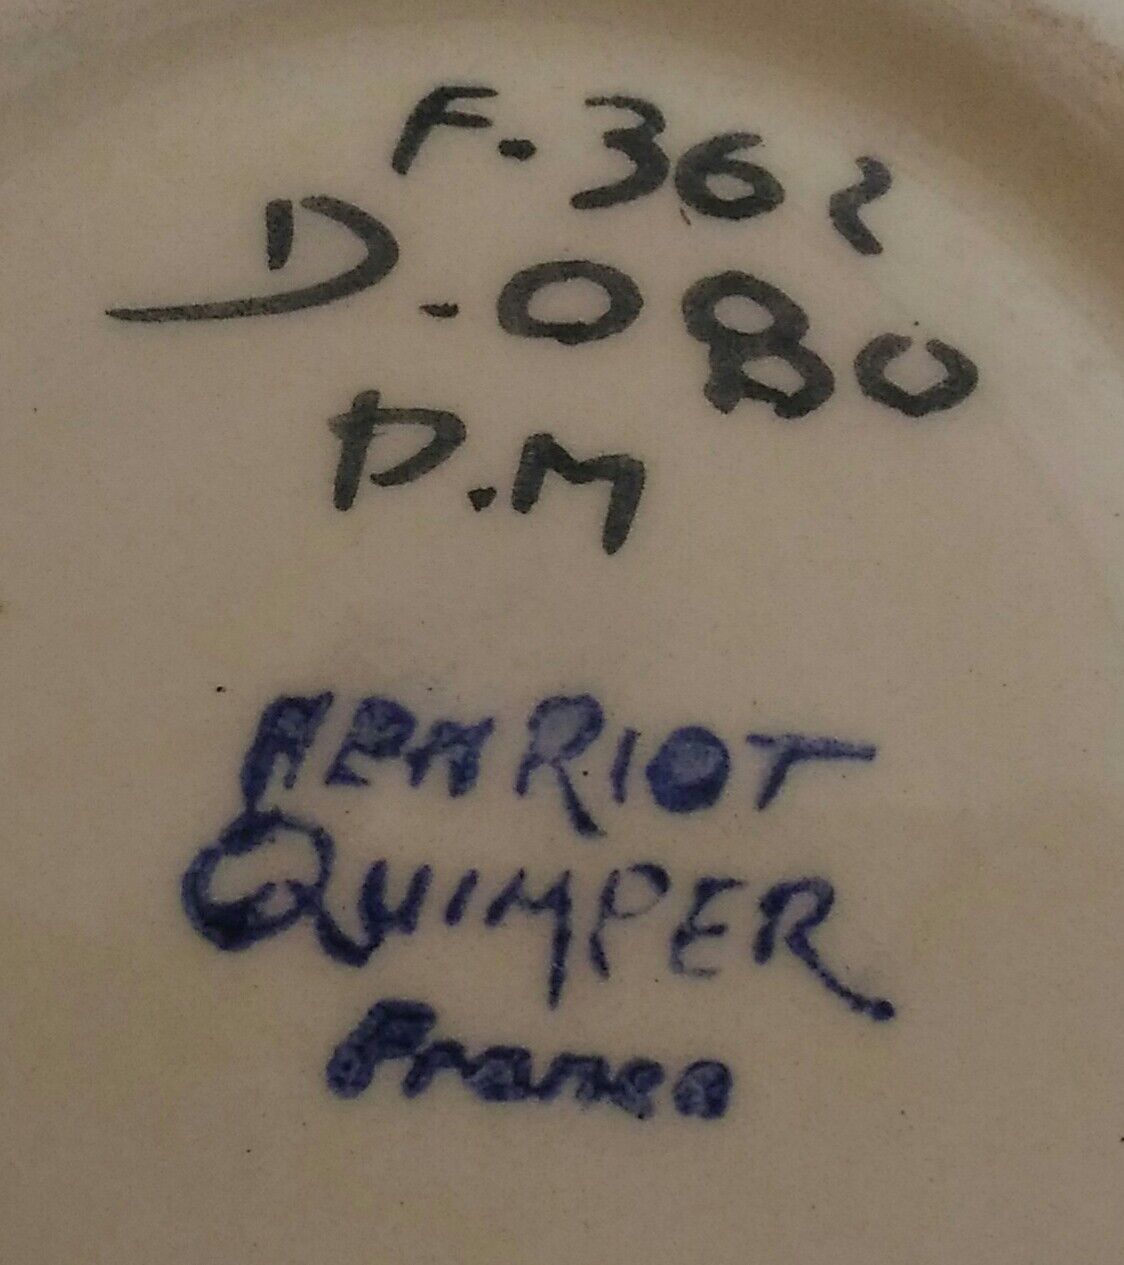 F. 362
D. 080
P.M
HENRIOT
QUIMPER
France